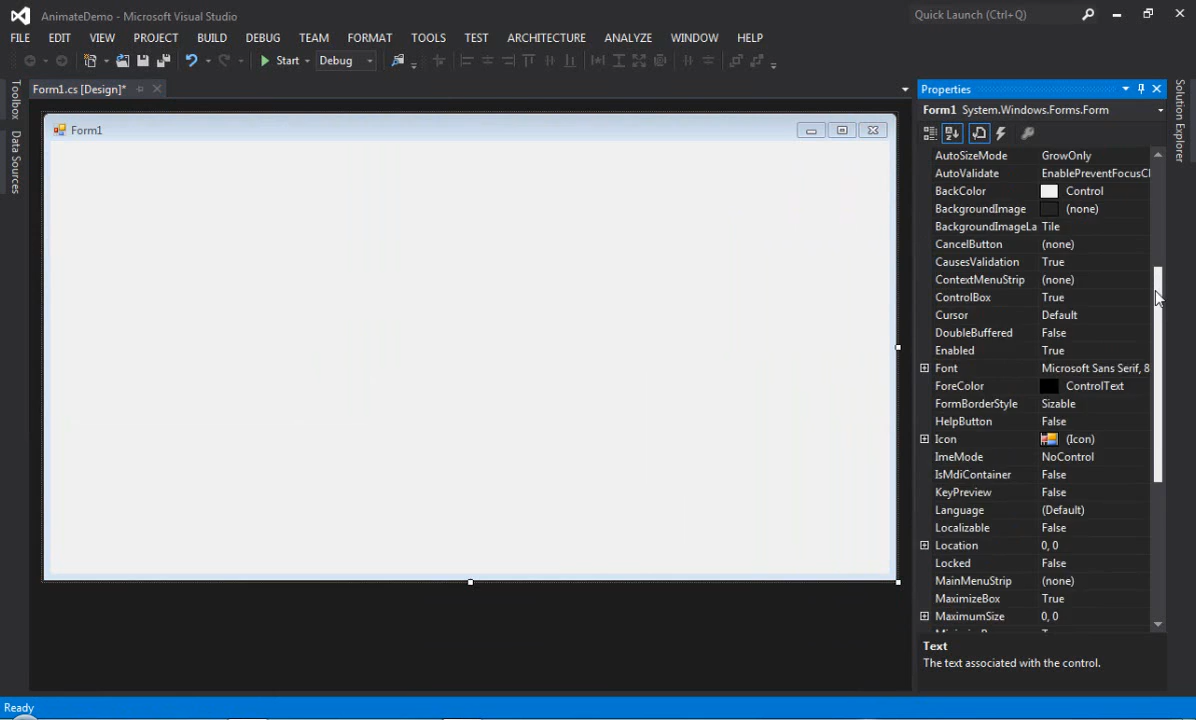 AnimateDemo - Microsoft Visual Studio
Quick Launch (Ctrl+Q)
FILE EDIT VIEW PROJECT BUILD DEBUG TEAM FORMAT TOOLS TEST ARCHITECTURE ANALYZE WINDOW HELP
Start Debug
Toolbox
Data Sources
Form1.cs [Design]*
Form1
Properties
Form1 System.Windows.Forms.Form
AutoSizeMode GrowOnly
AutoValidate EnablePreventFocusCl
BackColor Control
BackgroundImage (none)
BackgroundImageLa Tile
CancelButton (none)
CausesValidation True
ContextMenuStrip (none)
ControlBox True
Cursor Default
DoubleBuffered False
Enabled True
Font Microsoft Sans Serif, 8
ForeColor ControlText
FormBorderStyle Sizable
HelpButton False
Icon (Icon)
ImeMode NoControl
IsMdiContainer False
KeyPreview False
Language (Default)
Localizable False
Location 0, 0
Locked False
MainMenuStrip (none)
MaximizeBox True
MaximumSize 0, 0
Text
The text associated with the control.
Solution Explorer
Ready